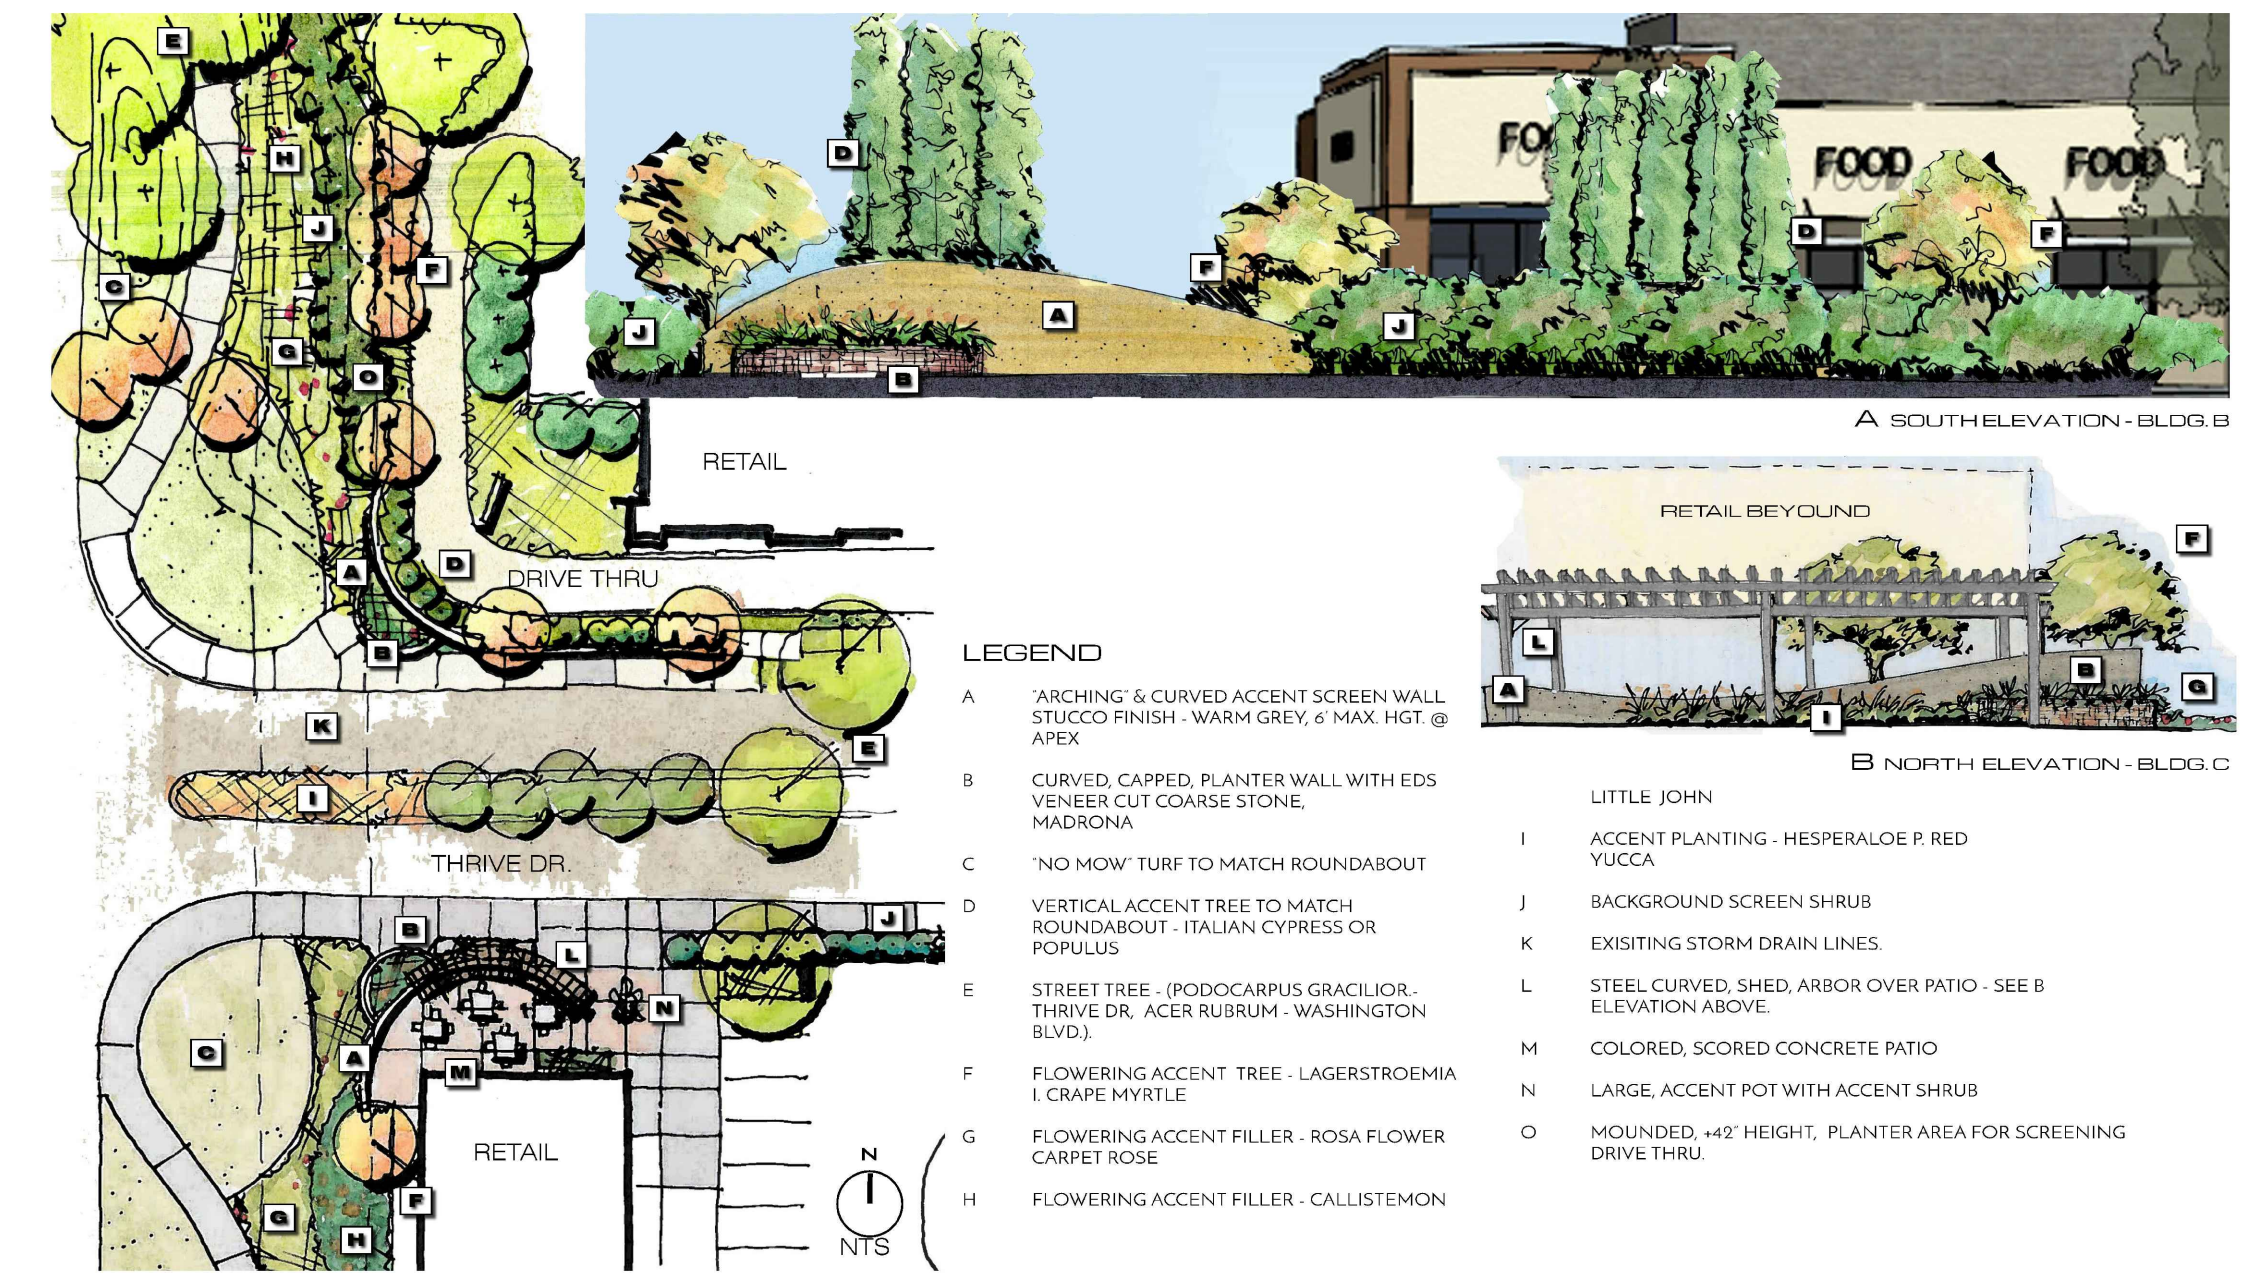 E
H
J
C
F
G
O
A
D
B
RETAIL
DRIVE THRU
K
E
I
THRIVE DR.
B
J
L
N
C
A
M
RETAIL
F
G
H
N
NTS
D
FOOD
FOOD
D
F
F
A
J
J
B
A SOUTH ELEVATION - BLDG. B
RETAIL BEYOUND
F
L
A
B
G
I
B NORTH ELEVATION - BLDG. C
LEGEND
A "ARCHING" & CURVED ACCENT SCREEN WALL
STUCCO FINISH - WARM GREY, 6' MAX. HGT. @
APEX
B CURVED, CAPPED, PLANTER WALL WITH EDS
VENEER CUT COARSE STONE,
MADRONA
C "NO MOW" TURF TO MATCH ROUNDABOUT
D VERTICAL ACCENT TREE TO MATCH
ROUNDABOUT - ITALIAN CYPRESS OR
POPULUS
E STREET TREE - (PODOCARPUS GRACILIOR.-
THRIVE DR, ACER RUBRUM - WASHINGTON
BLVD.).
F FLOWERING ACCENT TREE - LAGERSTROEMIA
I. CRAPE MYRTLE
G FLOWERING ACCENT FILLER - ROSA FLOWER
CARPET ROSE
H FLOWERING ACCENT FILLER - CALLISTEMON
LITTLE JOHN
I ACCENT PLANTING - HESPERALOE P. RED
YUCCA
J BACKGROUND SCREEN SHRUB
K EXISITING STORM DRAIN LINES.
L STEEL CURVED, SHED, ARBOR OVER PATIO - SEE B
ELEVATION ABOVE.
M COLORED, SCORED CONCRETE PATIO
N LARGE, ACCENT POT WITH ACCENT SHRUB
O MOUNDED, +42" HEIGHT, PLANTER AREA FOR SCREENING
DRIVE THRU.